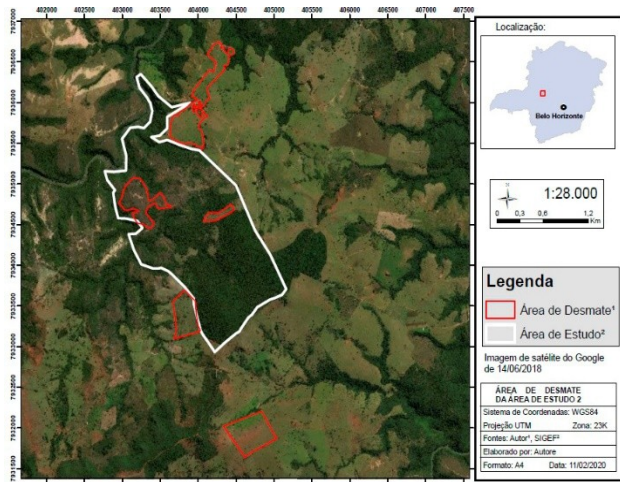 402000 402500 403000 403500 404000 404500 405000 405500 406000 406500 407000 407500
7937000
7936500
7936000
7935500
7935000
7934500
7934000
7933500
7933000
7932500
7932000
7931500
Localização:
Belo Horizonte
N
1:28.000
0 0,3 0,6 1,2
Km
Legenda
Área de Desmate¹
Área de Estudo²
Imagem de satélite do Google
de 14/06/2018
ÁREA DE DESMATE
DA AREA DE ESTUDO 2
Sistema de Coordenadas: WGS84
Projeção UTM Zona: 23K
Fontes: Autor¹, SIGEF²
Elaborado por: Autore
Formato: A4 Data: 11/02/2020